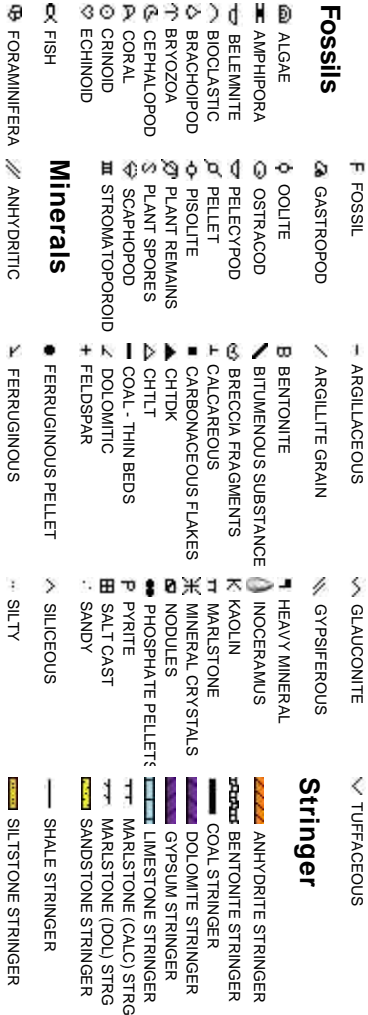 Fossils
ALGAE
AMPHIPORA
BELEMNITE
BIOCLASTIC
BRACHOIPOD
BRYOZOA
CEPHALOPOD
CORAL
CRINOID
ECHINOID
FISH
FORAMINIFERA
F FOSSIL
GASTROPOD
OOLITE
OSTRACOD
PELECYPOD
PELLET
PISOLITE
PLANT REMAINS
PLANT SPORES
SCAPHOPOD
STROMATOPOROID
Minerals
ANHYDRITIC
ARGILLACEOUS
ARGILLITE GRAIN
B BENTONITE
BITUMENOUS SUBSTANCE
BRECCIA FRAGMENTS
CALCAREOUS
CARBONACEOUS FLAKES
CHTDK
CHTLT
COAL - THIN BEDS
DOLOMITIC
FELDSPAR
FERRUGINOUS PELLET
FERRUGINOUS
GLAUCONITE
GYPSIFEROUS
HEAVY MINERAL
INOCERAMUS
K KAOLIN
MARLSTONE
MINERAL CRYSTALS
NODULES
PHOSPHATE PELLETS
P PYRITE
SALT CAST
SANDY
SILICEOUS
SILTY
TUFFACEOUS
Stringer
ANHYDRITE STRINGER
BENTONITE STRINGER
COAL STRINGER
DOLOMITE STRINGER
GYPSUM STRINGER
LIMESTONE STRINGER
MARLSTONE (CALC) STRG
MARLSTONE (DOL) STRG
SANDSTONE STRINGER
SHALE STRINGER
SILTSTONE STRINGER